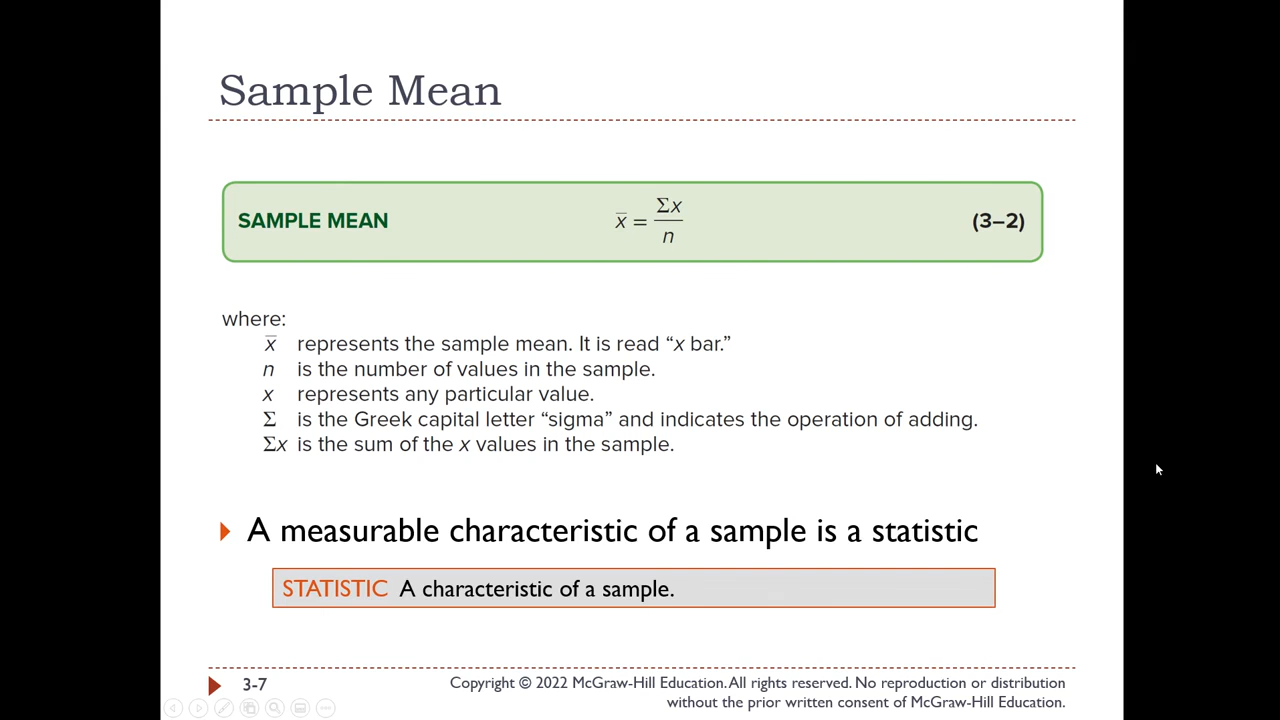 Sample Mean
SAMPLE MEAN x̄ = Σx / n (3–2)
where:
x̄ represents the sample mean. It is read “x bar.”
n is the number of values in the sample.
x represents any particular value.
Σ is the Greek capital letter “sigma” and indicates the operation of adding.
Σx is the sum of the x values in the sample.
A measurable characteristic of a sample is a statistic
STATISTIC A characteristic of a sample.
3-7
Copyright © 2022 McGraw-Hill Education. All rights reserved. No reproduction or distribution
without the prior written consent of McGraw-Hill Education.